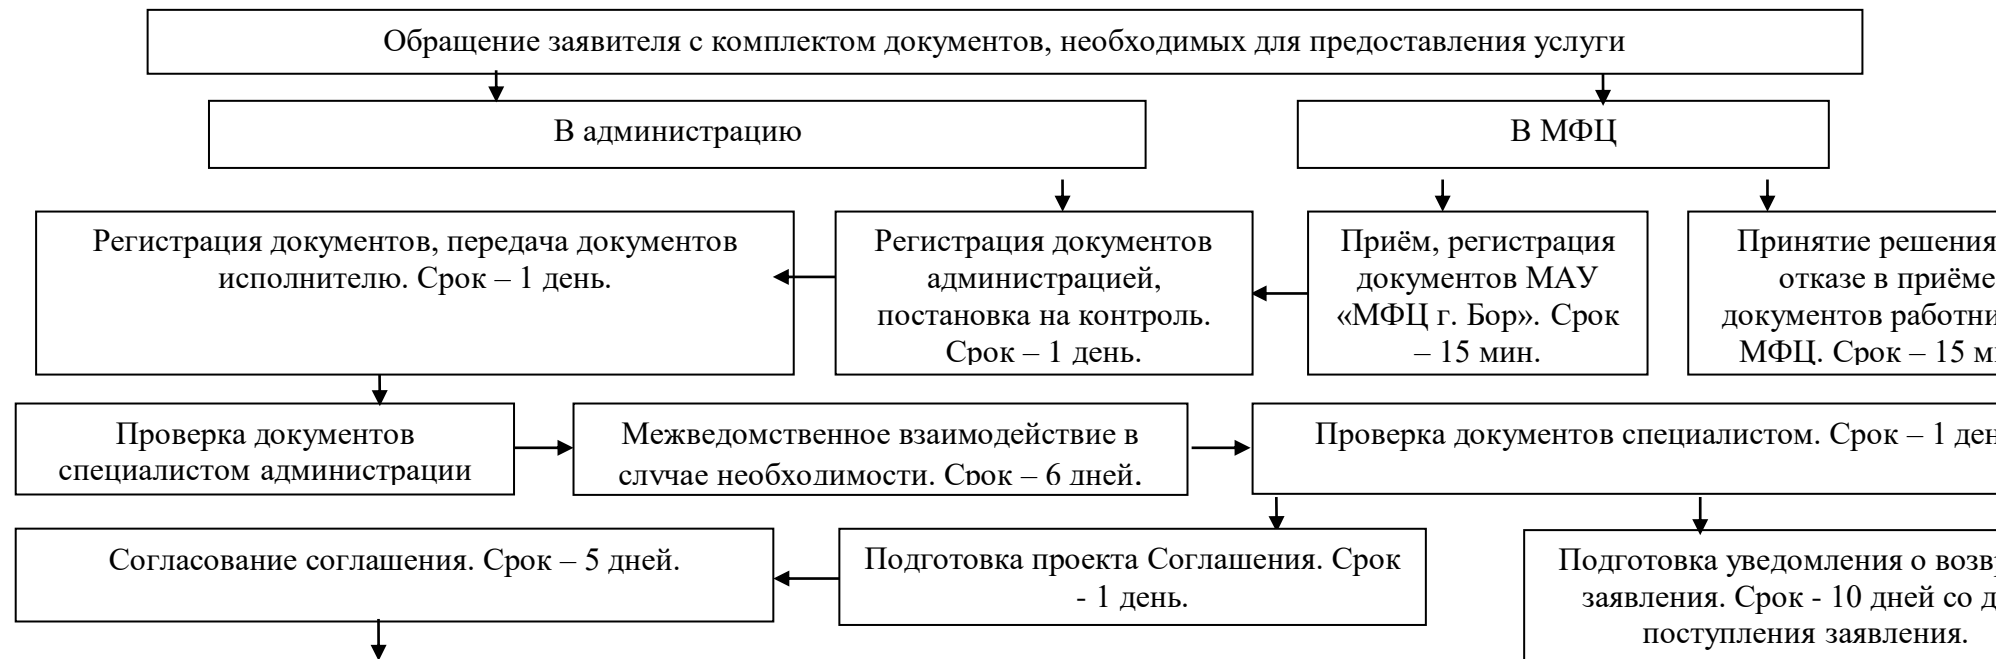 Обращение заявителя с комплектом документов, необходимых для предоставления услуги
В администрацию
В МФЦ
Регистрация документов, передача документов
исполнителю. Срок – 1 день.
Регистрация документов
администрацией,
постановка на контроль.
Срок – 1 день.
Приём, регистрация
документов МАУ
«МФЦ г. Бор». Срок
– 15 мин.
Принятие решения
отказе в приёме
документов
МФЦ. Срок – 15
Проверка документов
специалистом администрации
Межведомственное взаимодействие в
случае необходимости. Срок – 6 дней.
Проверка документов специалистом. Срок – 1
Согласование соглашения. Срок – 5 дней.
Подготовка проекта Соглашения. Срок
- 1 день.
Подготовка уведомления о
заявления. Срок - 10 дней со
поступления заявления.